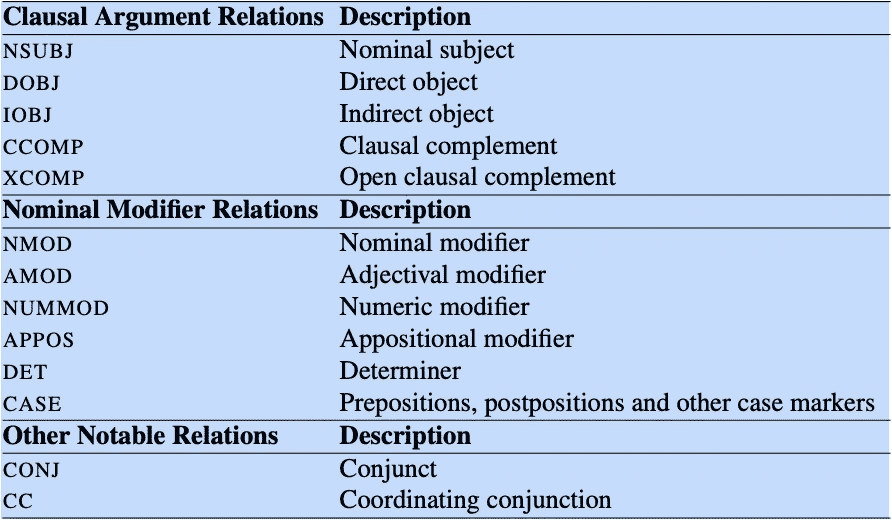 Clausal Argument Relations Description
NSUBJ Nominal subject
DOBJ Direct object
IOBJ Indirect object
CCOMP Clausal complement
XCOMP Open clausal complement
Nominal Modifier Relations Description
NMOD Nominal modifier
AMOD Adjectival modifier
NUMMOD Numeric modifier
APPOS Appositional modifier
DET Determiner
CASE Prepositions, postpositions and other case markers
Other Notable Relations Description
CONJ Conjunct
CC Coordinating conjunction